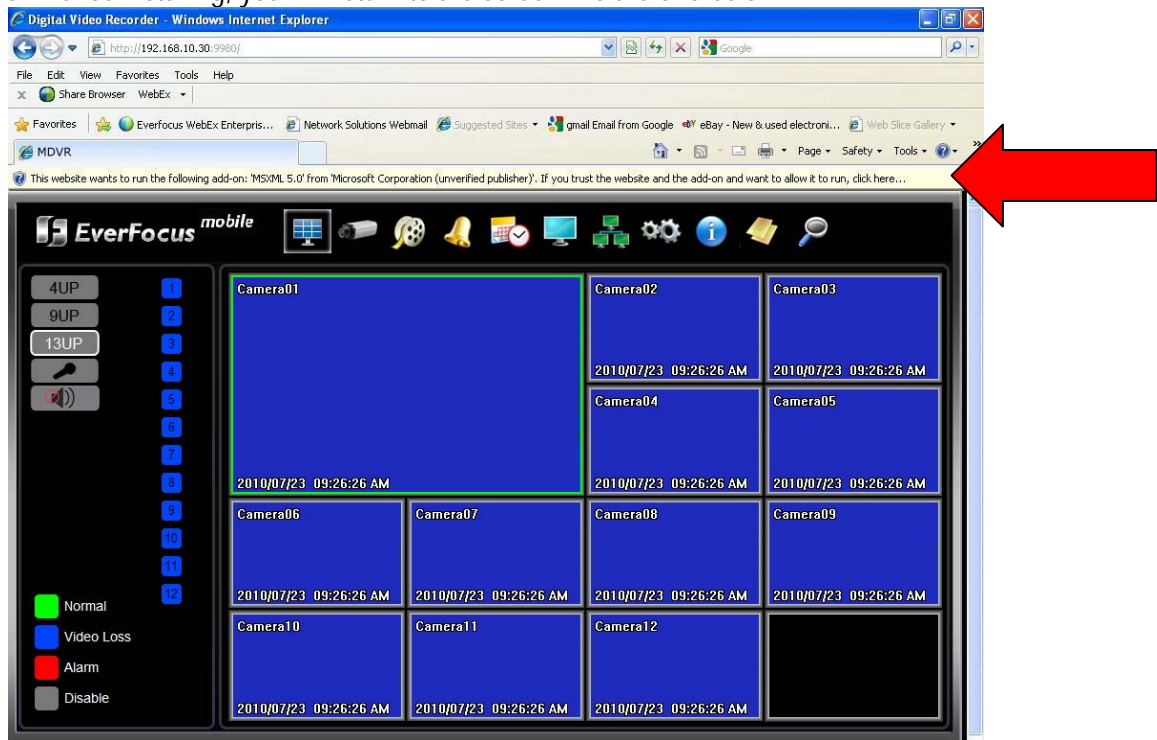 Digital Video Recorder - Windows Internet Explorer
http://192.168.10.30:9980/
Google
File Edit View Favorites Tools Help
x Share Browser WebEx
Favorites Everfocus WebEx Enterpris... Network Solutions Webmail Suggested Sites gmail Email from Google eBay - New & used electroni... Web Slice Gallery
MDVR Page Safety Tools »
This website wants to run the following add-on: 'MSXML 5.0' from 'Microsoft Corporation (unverified publisher)'. If you trust the website and the add-on and want to allow it to run, click here...
EverFocus mobile
4UP
9UP
13UP
1
2
3
4
5
6
7
8
9
10
11
12
Normal
Video Loss
Alarm
Disable
Camera01
2010/07/23 09:26:26 AM
Camera02
2010/07/23 09:26:26 AM
Camera03
2010/07/23 09:26:26 AM
Camera04
2010/07/23 09:26:26 AM
Camera05
2010/07/23 09:26:26 AM
Camera06
2010/07/23 09:26:26 AM
Camera07
2010/07/23 09:26:26 AM
Camera08
2010/07/23 09:26:26 AM
Camera09
2010/07/23 09:26:26 AM
Camera10
2010/07/23 09:26:26 AM
Camera11
2010/07/23 09:26:26 AM
Camera12
2010/07/23 09:26:26 AM